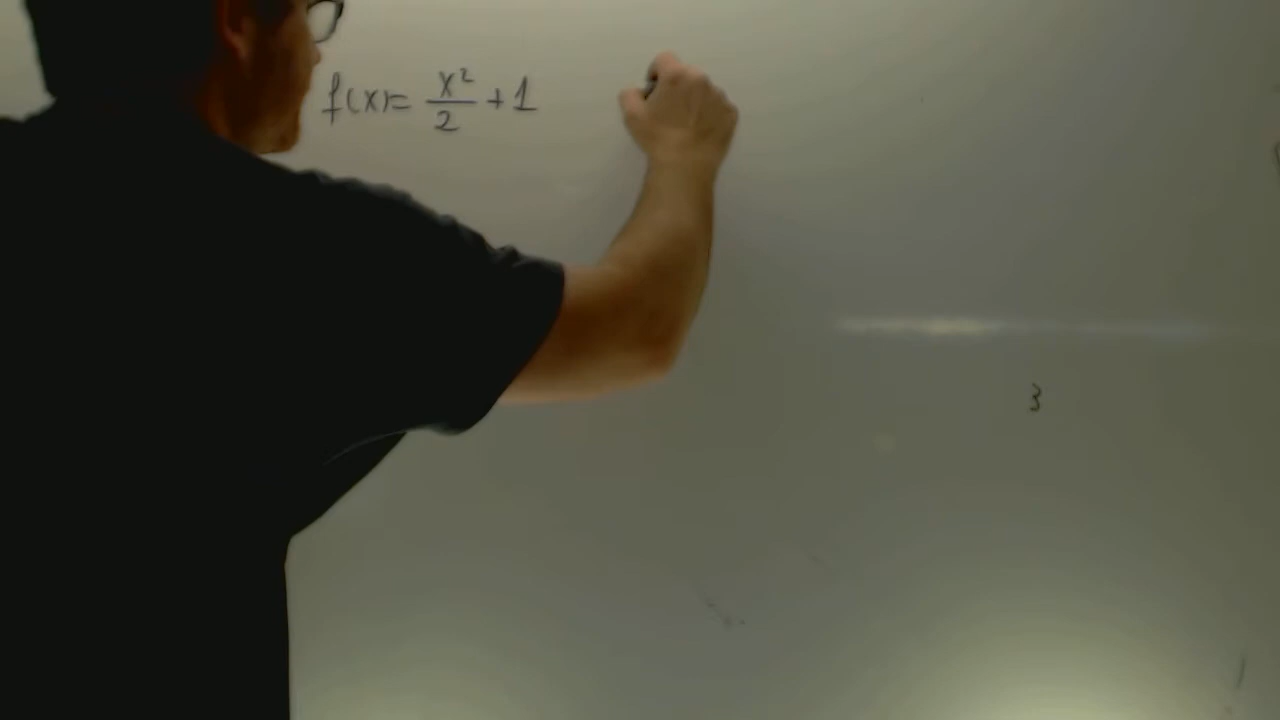 f(x)= x²/2 +1
3